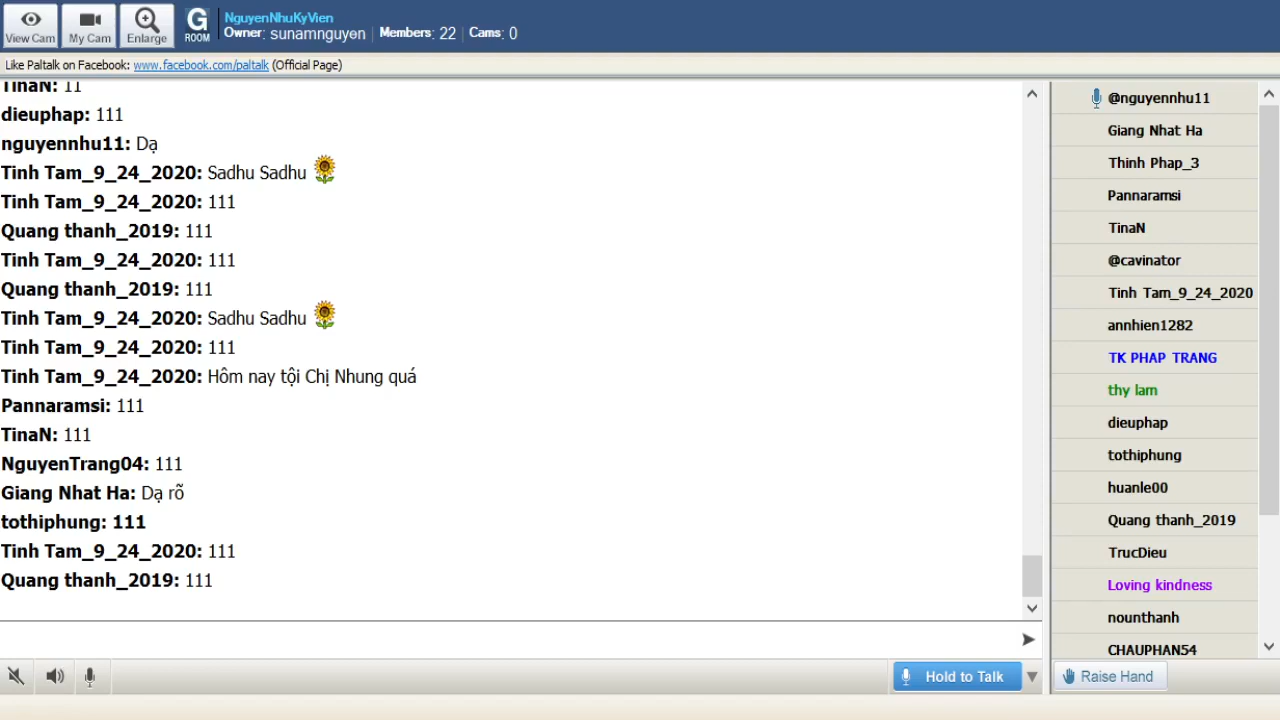 View Cam
My Cam
Enlarge
G
ROOM
NguyenNhuKyVien
Owner: sunamnguyen | Members: 22 | Cams: 0
Like Paltalk on Facebook: www.facebook.com/paltalk (Official Page)
TinaN: 11
dieuphap: 111
nguyennhu11: Dạ
Tinh Tam_9_24_2020: Sadhu Sadhu
Tinh Tam_9_24_2020: 111
Quang thanh_2019: 111
Tinh Tam_9_24_2020: 111
Quang thanh_2019: 111
Tinh Tam_9_24_2020: Sadhu Sadhu
Tinh Tam_9_24_2020: 111
Tinh Tam_9_24_2020: Hôm nay tội Chị Nhung quá
Pannaramsi: 111
TinaN: 111
NguyenTrang04: 111
Giang Nhat Ha: Dạ rõ
tothiphung: 111
Tinh Tam_9_24_2020: 111
Quang thanh_2019: 111
Hold to Talk
@nguyennhu11
Giang Nhat Ha
Thinh Phap_3
Pannaramsi
TinaN
@cavinator
Tinh Tam_9_24_2020
annhien1282
TK PHAP TRANG
thy lam
dieuphap
tothiphung
huanle00
Quang thanh_2019
TrucDieu
Loving kindness
nounthanh
CHAUPHAN54
Raise Hand